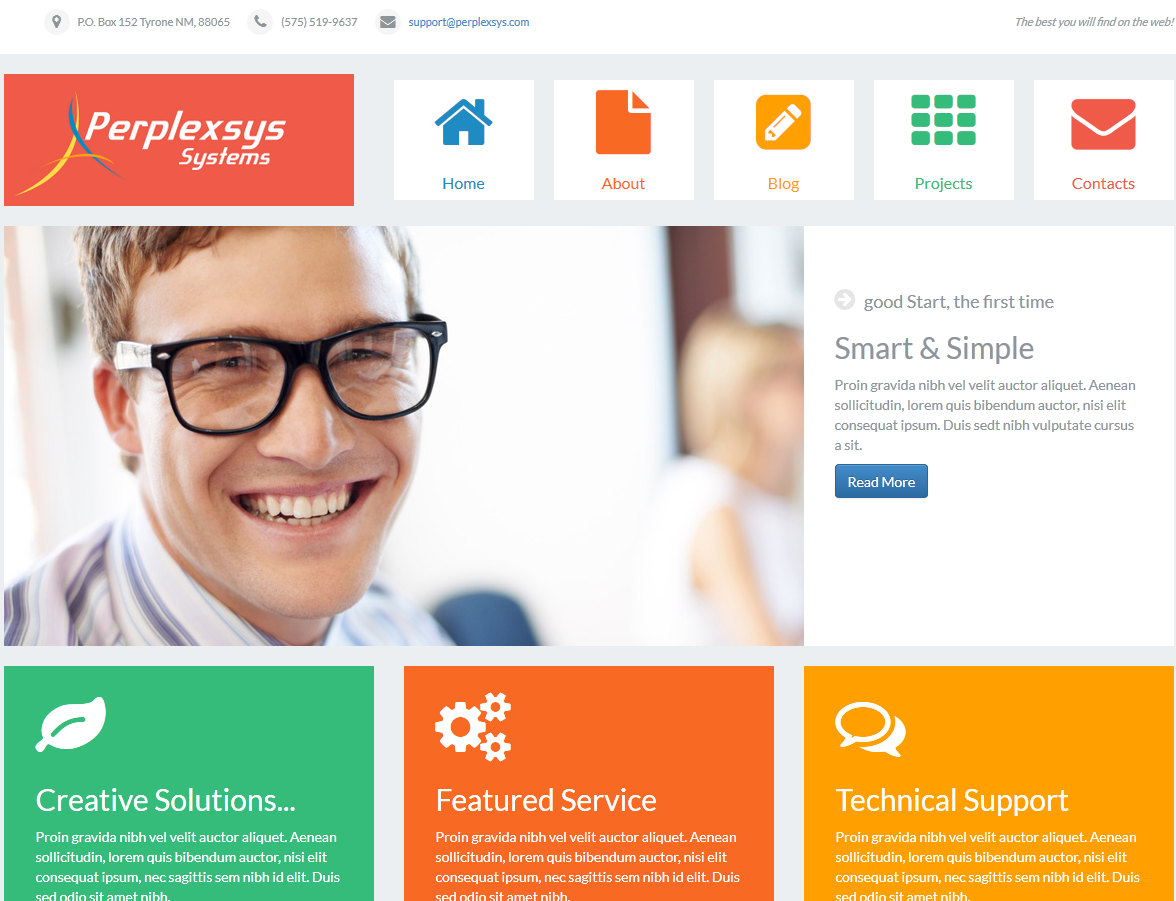 P.O. Box 152 Tyrone NM, 88065
(575) 519-9637
support@perplexsys.com
The best you will find on the web!
Perplexsys
Systems
Home
About
Blog
Projects
Contacts
good Start, the first time
Smart & Simple
Proin gravida nibh vel velit auctor aliquet. Aenean
sollicitudin, lorem quis bibendum auctor, nisi elit
consequat ipsum. Duis sedt nibh vulputate cursus
a sit.
Read More
Creative Solutions...
Proin gravida nibh vel velit auctor aliquet. Aenean
sollicitudin, lorem quis bibendum auctor, nisi elit
consequat ipsum, nec sagittis sem nibh id elit. Duis
sed odio sit amet nibh.
Featured Service
Proin gravida nibh vel velit auctor aliquet. Aenean
sollicitudin, lorem quis bibendum auctor, nisi elit
consequat ipsum, nec sagittis sem nibh id elit. Duis
sed odio sit amet nibh.
Technical Support
Proin gravida nibh vel velit auctor aliquet. Aenean
sollicitudin, lorem quis bibendum auctor, nisi elit
consequat ipsum, nec sagittis sem nibh id elit. Duis
sed odio sit amet nibh.